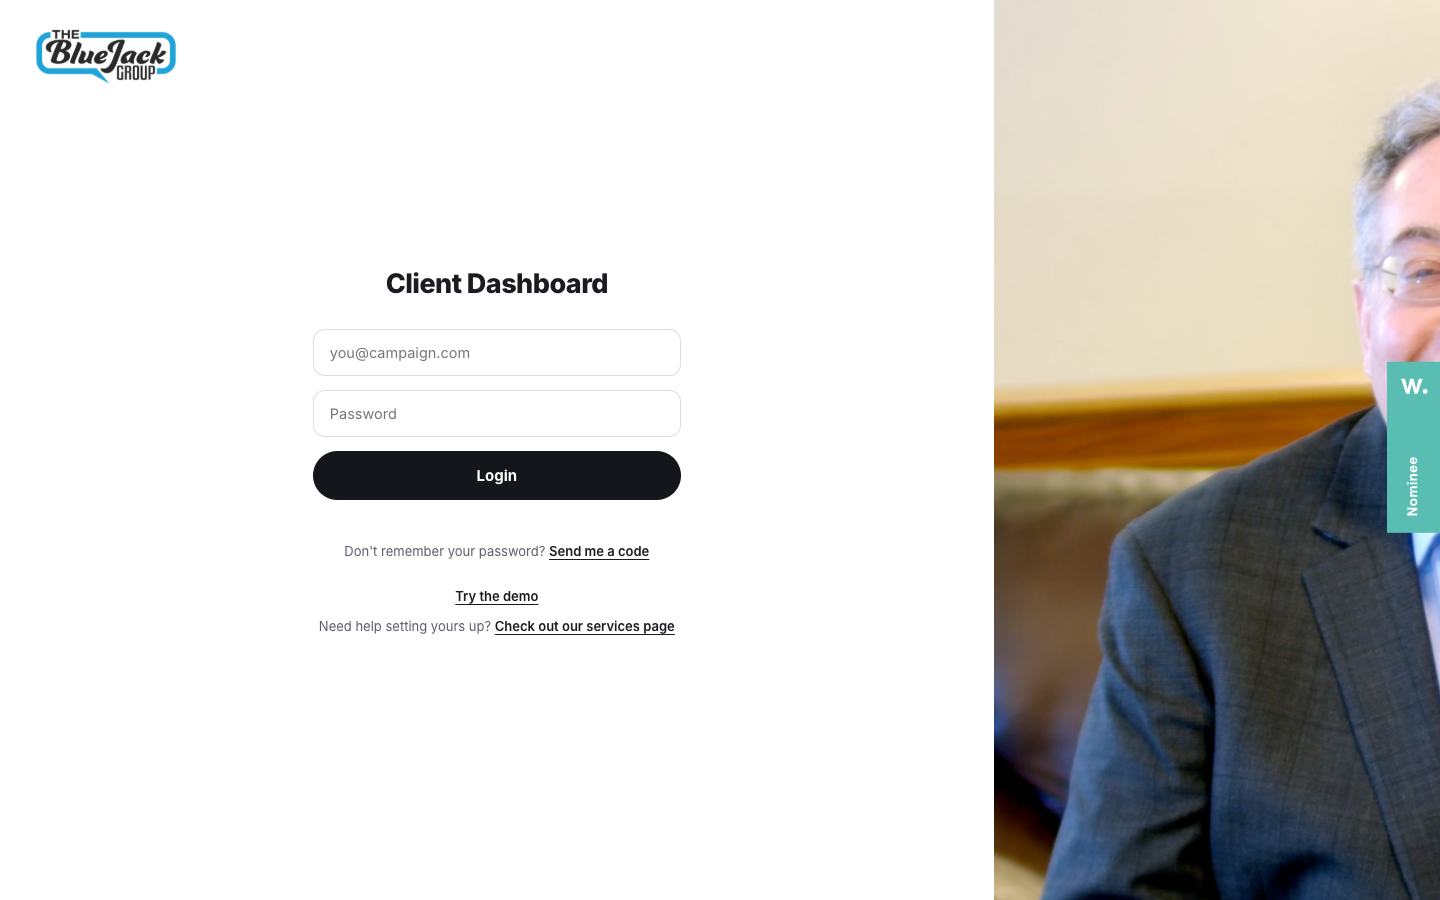 THE
BlueJack
GROUP
Client Dashboard
you@campaign.com
Password
Login
Don't remember your password? Send me a code
Try the demo
Need help setting yours up? Check out our services page
W.
Nominee